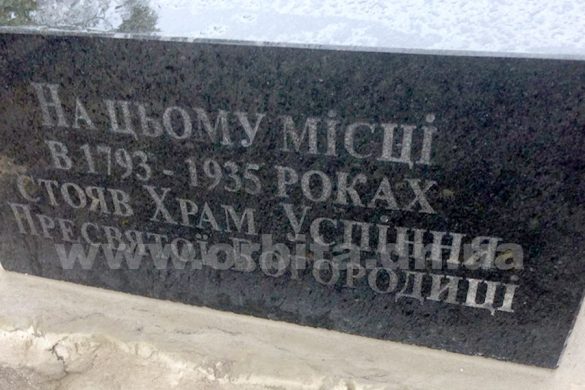 На цьому місці
в 1793 - 1935 роках
стояв Храм Успіння
Пресвятої Богородиці